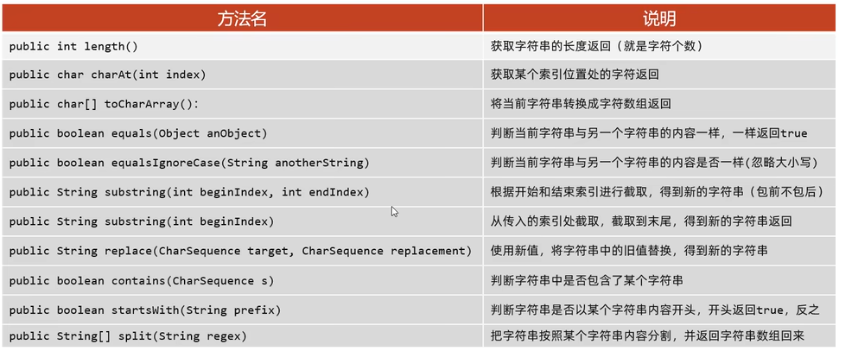 方法名 说明
public int length() 获取字符串的长度返回（就是字符个数）
public char charAt(int index) 获取某个索引位置处的字符返回
public char[] toCharArray(): 将当前字符串转换成字符数组返回
public boolean equals(Object anObject) 判断当前字符串与另一个字符串的内容一样，一样返回true
public boolean equalsIgnoreCase(String anotherString) 判断当前字符串与另一个字符串的内容是否一样(忽略大小写)
public String substring(int beginIndex, int endIndex) 根据开始和结束索引进行截取，得到新的字符串（包前不包后）
public String substring(int beginIndex) 从传入的索引处截取，截取到末尾，得到新的字符串返回
public String replace(CharSequence target, CharSequence replacement) 使用新值，将字符串中的旧值替换，得到新的字符串
public boolean contains(CharSequence s) 判断字符串中是否包含了某个字符串
public boolean startsWith(String prefix) 判断字符串是否以某个字符串内容开头，开头返回true，反之
public String[] split(String regex) 把字符串按照某个字符串内容分割，并返回字符串数组回来